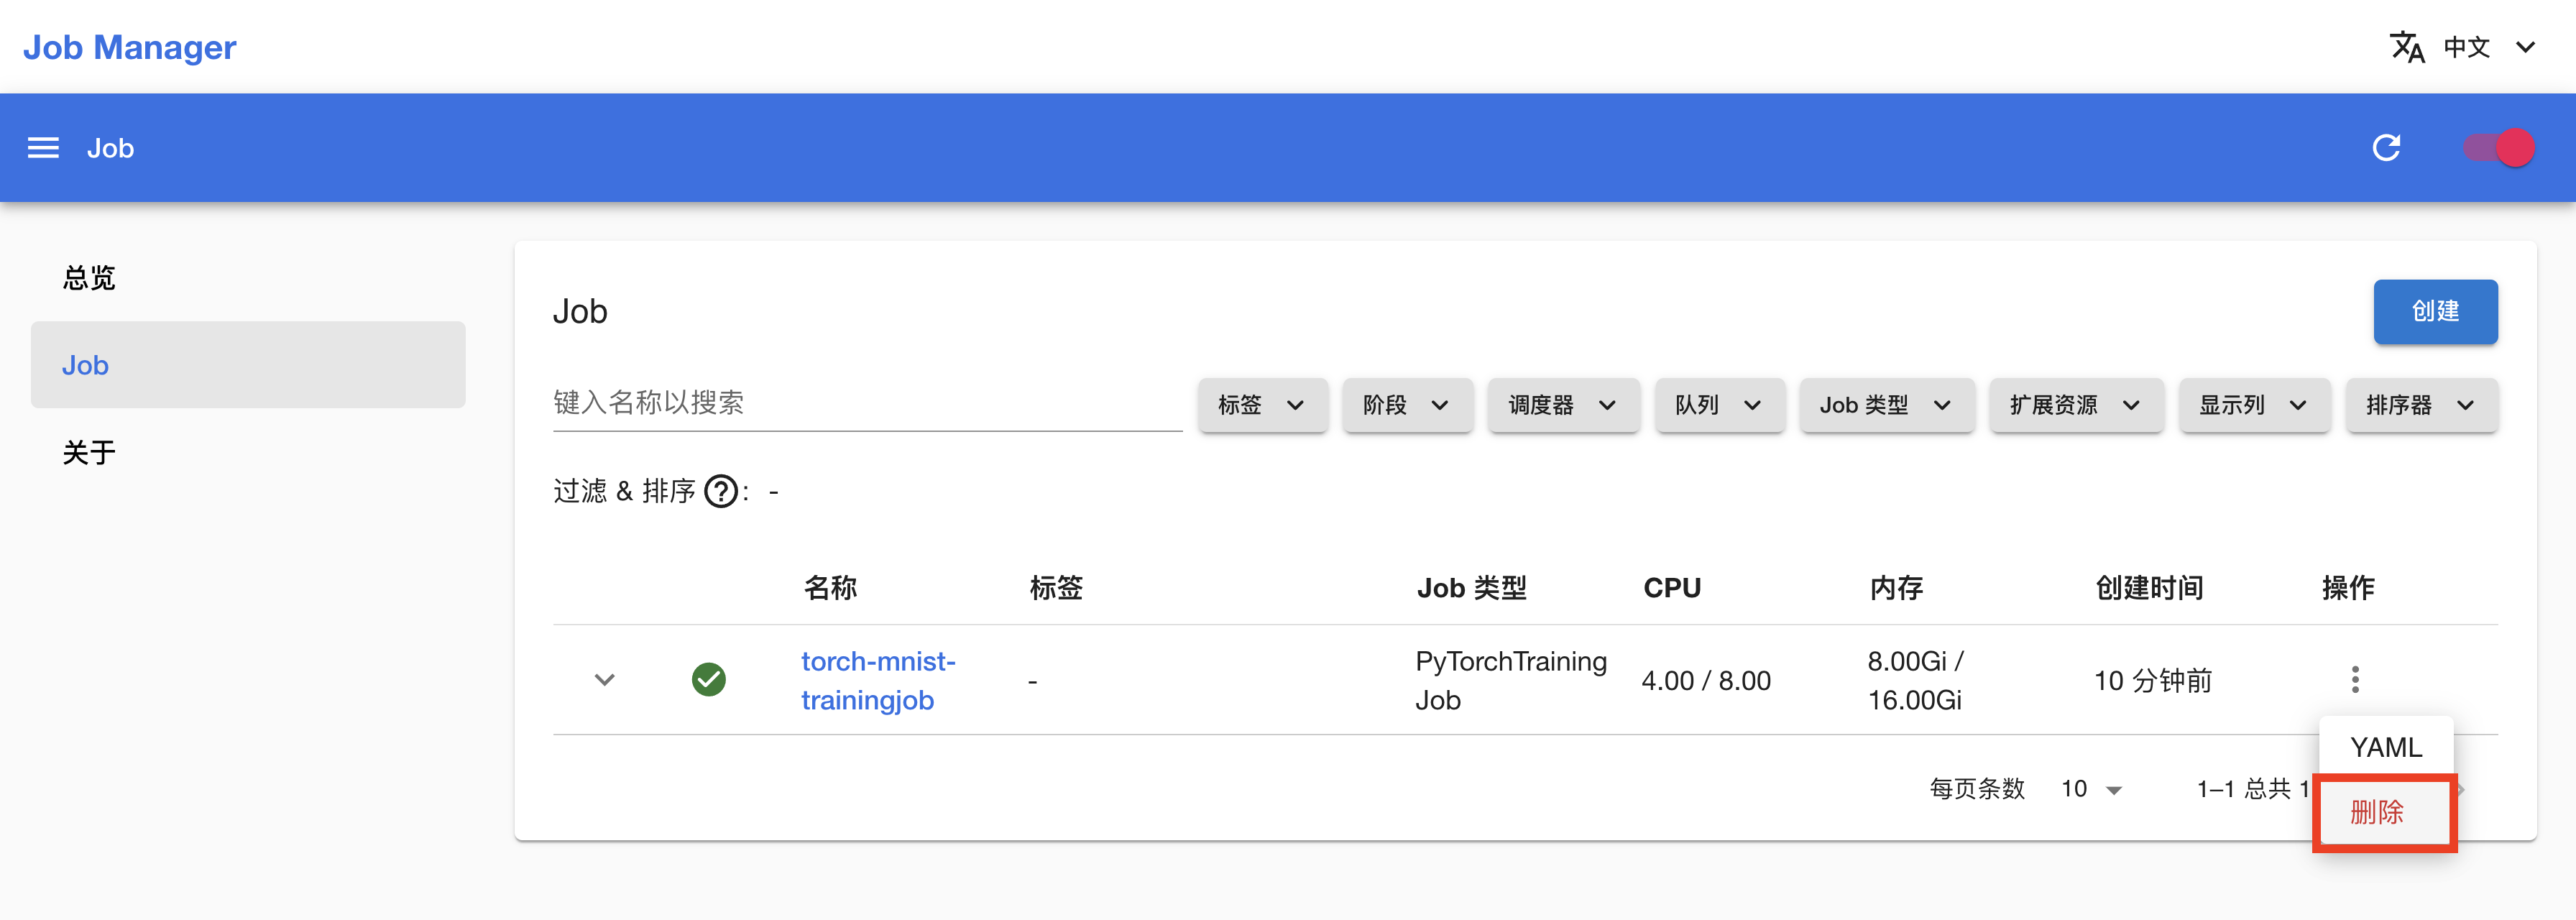 Job Manager
中文
Job
总览
Job
关于
Job
创建
键入名称以搜索
标签
阶段
调度器
队列
Job 类型
扩展资源
显示列
排序器
过滤 & 排序 ? : -
名称 标签 Job 类型 CPU 内存 创建时间 操作
torch-mnist-
trainingjob
-
PyTorchTraining
Job
4.00 / 8.00
8.00Gi /
16.00Gi
10 分钟前
YAML
删除
每页条数 10 1–1 总共 1